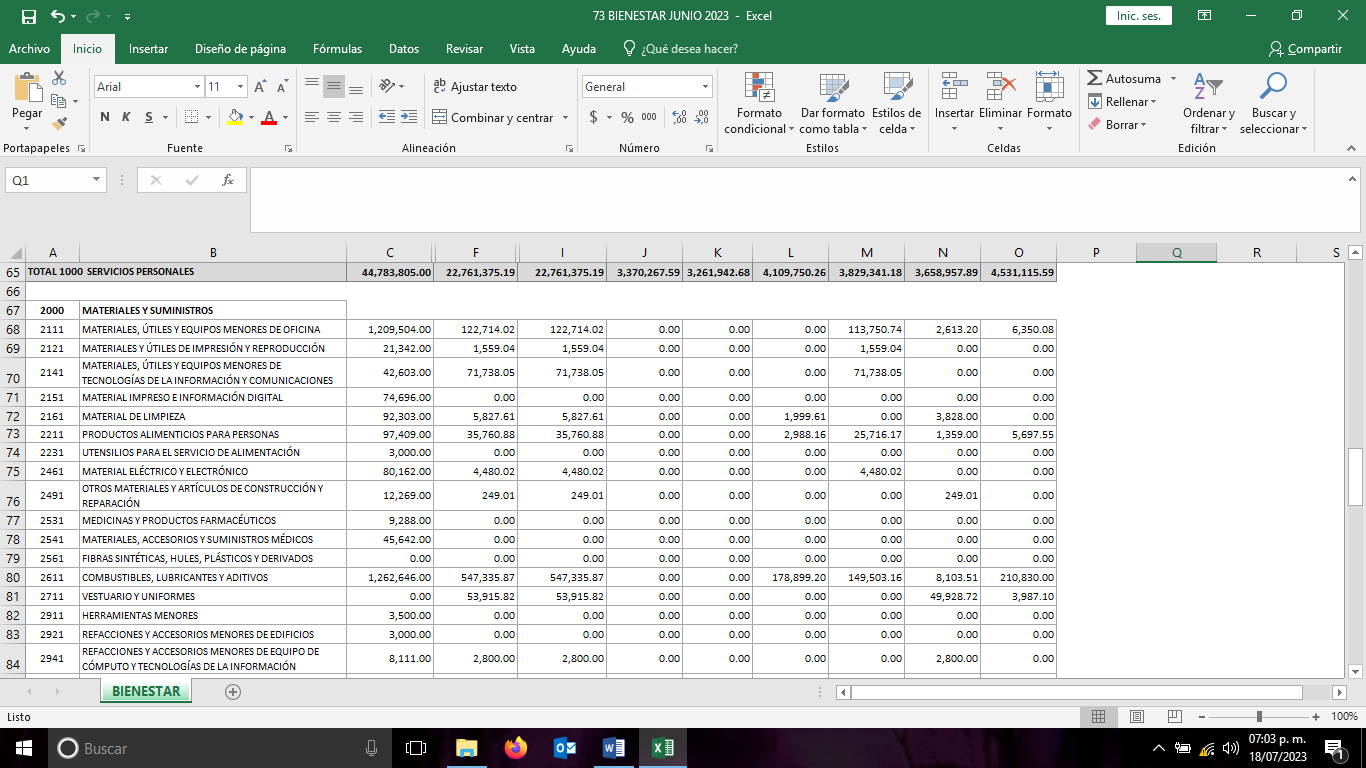 73 BIENESTAR JUNIO 2023 - Excel
Inic. ses.
Archivo Inicio Insertar Diseño de página Fórmulas Datos Revisar Vista Ayuda ¿Qué desea hacer? Compartir
Pegar
Arial 11 A A
N K S A
Portapapeles
Fuente
ab Ajustar texto
Combinar y centrar
Alineación
General
$ % 000
Número
Formato condicional
Dar formato como tabla
Estilos de celda
Estilos
Insertar Eliminar Formato
Celdas
Autosuma
Rellenar
Borrar
Ordenar y filtrar
Buscar y seleccionar
Edición
Q1 fx
A B C F I J K L M N O P Q R S
65 TOTAL 1000 SERVICIOS PERSONALES 44,783,805.00 22,761,375.19 22,761,375.19 3,370,267.59 3,261,942.68 4,109,750.26 3,829,341.18 3,658,957.89 4,531,115.59
66
67 2000 MATERIALES Y SUMINISTROS
68 2111 MATERIALES, ÚTILES Y EQUIPOS MENORES DE OFICINA 1,209,504.00 122,714.02 122,714.02 0.00 0.00 0.00 113,750.74 2,613.20 6,350.08
69 2121 MATERIALES Y ÚTILES DE IMPRESIÓN Y REPRODUCCIÓN 21,342.00 1,559.04 1,559.04 0.00 0.00 0.00 1,559.04 0.00 0.00
70 2141 MATERIALES, ÚTILES Y EQUIPOS MENORES DE
TECNOLOGÍAS DE LA INFORMACIÓN Y COMUNICACIONES 42,603.00 71,738.05 71,738.05 0.00 0.00 0.00 71,738.05 0.00 0.00
71 2151 MATERIAL IMPRESO E INFORMACIÓN DIGITAL 74,696.00 0.00 0.00 0.00 0.00 0.00 0.00 0.00 0.00
72 2161 MATERIAL DE LIMPIEZA 92,303.00 5,827.61 5,827.61 0.00 0.00 1,999.61 0.00 3,828.00 0.00
73 2211 PRODUCTOS ALIMENTICIOS PARA PERSONAS 97,409.00 35,760.88 35,760.88 0.00 0.00 2,988.16 25,716.17 1,359.00 5,697.55
74 2231 UTENSILIOS PARA EL SERVICIO DE ALIMENTACIÓN 3,000.00 0.00 0.00 0.00 0.00 0.00 0.00 0.00 0.00
75 2461 MATERIAL ELÉCTRICO Y ELECTRÓNICO 80,162.00 4,480.02 4,480.02 0.00 0.00 0.00 4,480.02 0.00 0.00
76 2491 OTROS MATERIALES Y ARTÍCULOS DE CONSTRUCCIÓN Y
REPARACIÓN 12,269.00 249.01 249.01 0.00 0.00 0.00 0.00 249.01 0.00
77 2531 MEDICINAS Y PRODUCTOS FARMACÉUTICOS 9,288.00 0.00 0.00 0.00 0.00 0.00 0.00 0.00 0.00
78 2541 MATERIALES, ACCESORIOS Y SUMINISTROS MÉDICOS 45,642.00 0.00 0.00 0.00 0.00 0.00 0.00 0.00 0.00
79 2561 FIBRAS SINTÉTICAS, HULES, PLÁSTICOS Y DERIVADOS 0.00 0.00 0.00 0.00 0.00 0.00 0.00 0.00 0.00
80 2611 COMBUSTIBLES, LUBRICANTES Y ADITIVOS 1,262,646.00 547,335.87 547,335.87 0.00 0.00 178,899.20 149,503.16 8,103.51 210,830.00
81 2711 VESTUARIO Y UNIFORMES 0.00 53,915.82 53,915.82 0.00 0.00 0.00 0.00 49,928.72 3,987.10
82 2911 HERRAMIENTAS MENORES 3,500.00 0.00 0.00 0.00 0.00 0.00 0.00 0.00 0.00
83 2921 REFACCIONES Y ACCESORIOS MENORES DE EDIFICIOS 3,000.00 0.00 0.00 0.00 0.00 0.00 0.00 0.00 0.00
84 2941 REFACCIONES Y ACCESORIOS MENORES DE EQUIPO DE
CÓMPUTO Y TECNOLOGÍAS DE LA INFORMACIÓN 8,111.00 2,800.00 2,800.00 0.00 0.00 0.00 0.00 2,800.00 0.00
BIENESTAR
Listo 100%
Buscar
07:03 p. m.
18/07/2023
1